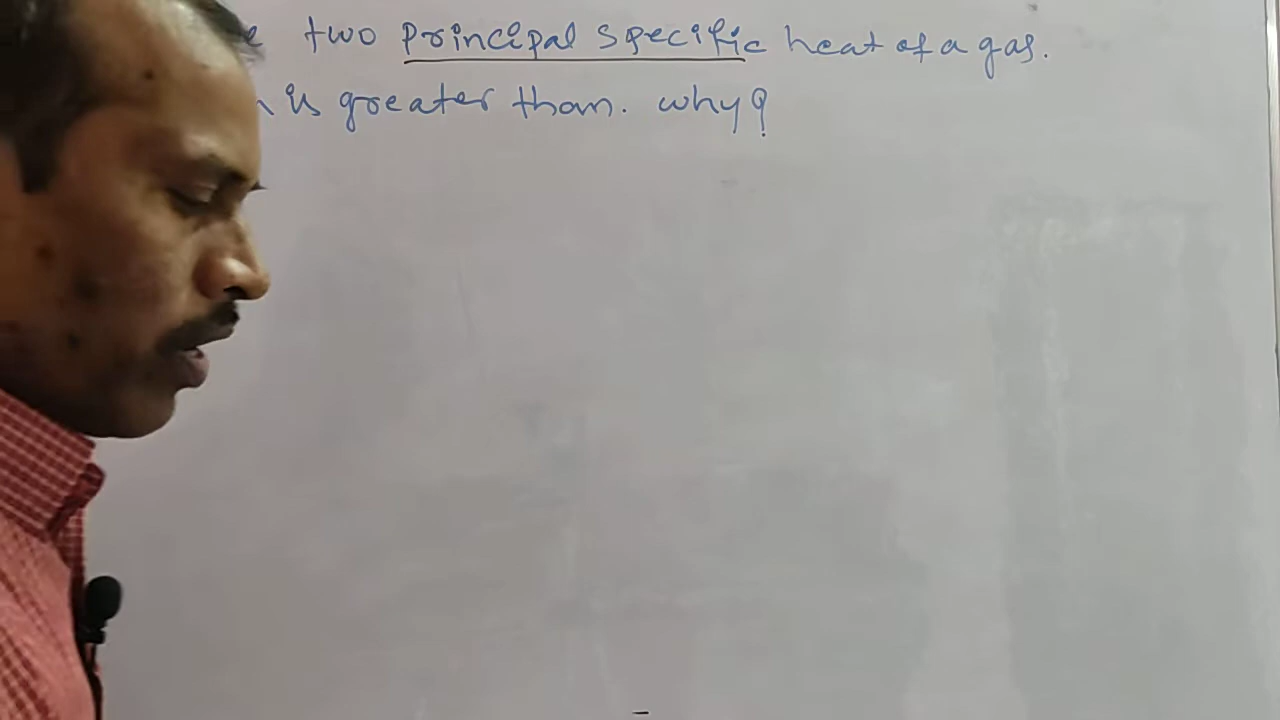 two principal specific heat of a gas.
is greater than. why?